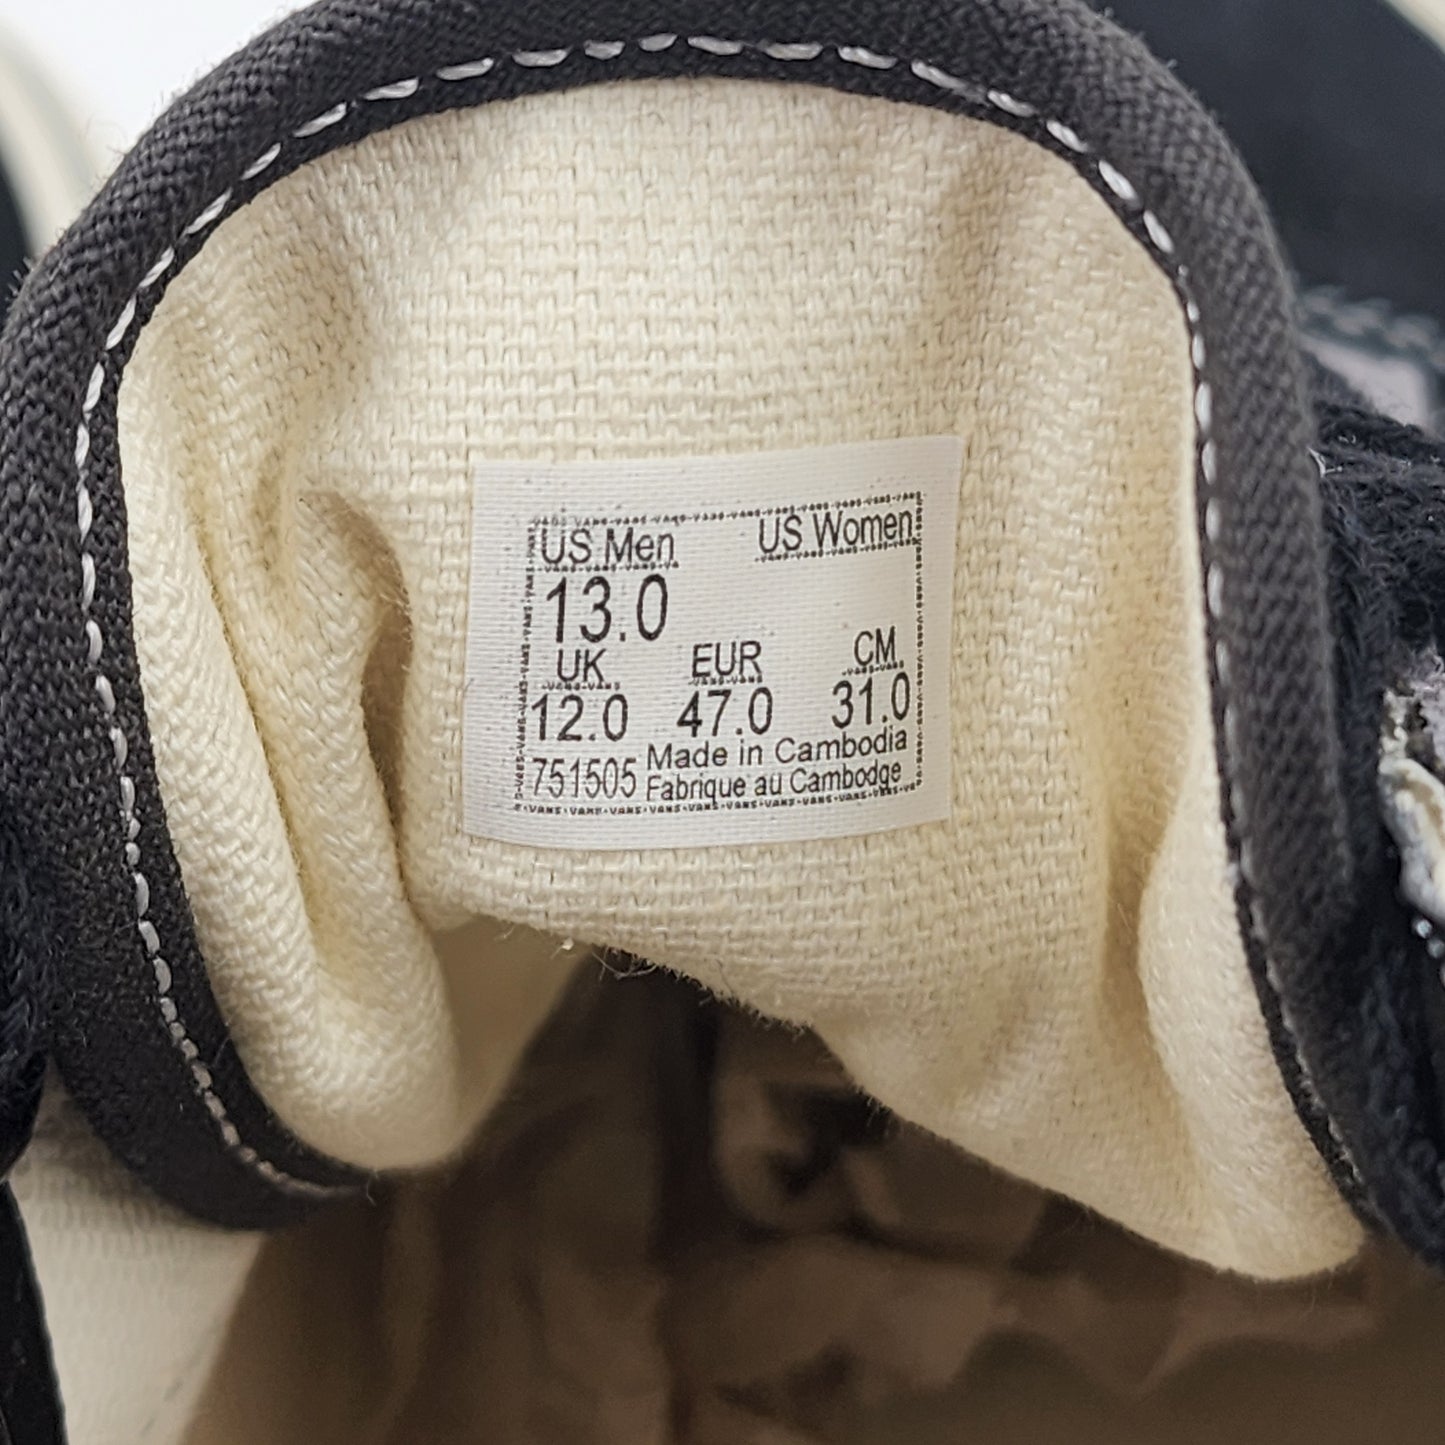 US Men US Women
13.0
UK EUR CM
12.0 47.0 31.0
751505 Made in Cambodia
Fabrique au Cambodge